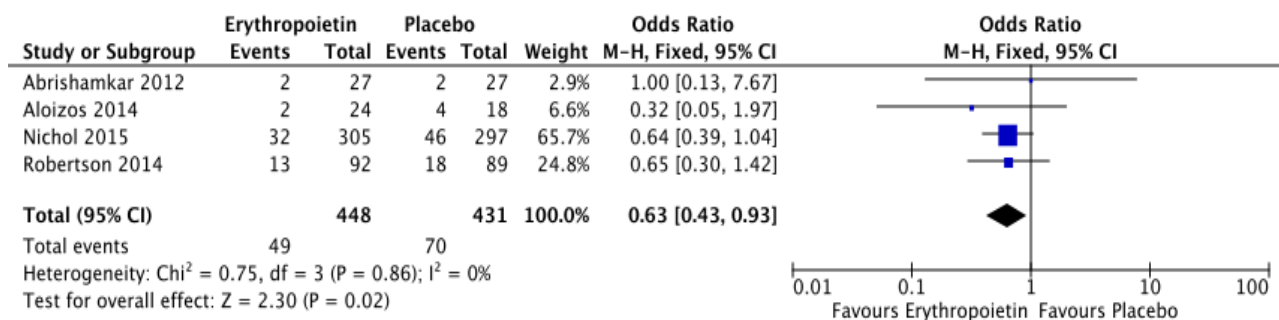 Erythropoietin Placebo Odds Ratio Odds Ratio
Study or Subgroup Events Total Events Total Weight M-H, Fixed, 95% CI M-H, Fixed, 95% CI
Abrishamkar 2012 2 27 2 27 2.9% 1.00 [0.13, 7.67]
Aloizos 2014 2 24 4 18 6.6% 0.32 [0.05, 1.97]
Nichol 2015 32 305 46 297 65.7% 0.64 [0.39, 1.04]
Robertson 2014 13 92 18 89 24.8% 0.65 [0.30, 1.42]
Total (95% CI) 448 431 100.0% 0.63 [0.43, 0.93]
Total events 49 70
Heterogeneity: Chi² = 0.75, df = 3 (P = 0.86); I² = 0%
Test for overall effect: Z = 2.30 (P = 0.02)
0.01 0.1 1 10 100
Favours Erythropoietin Favours Placebo